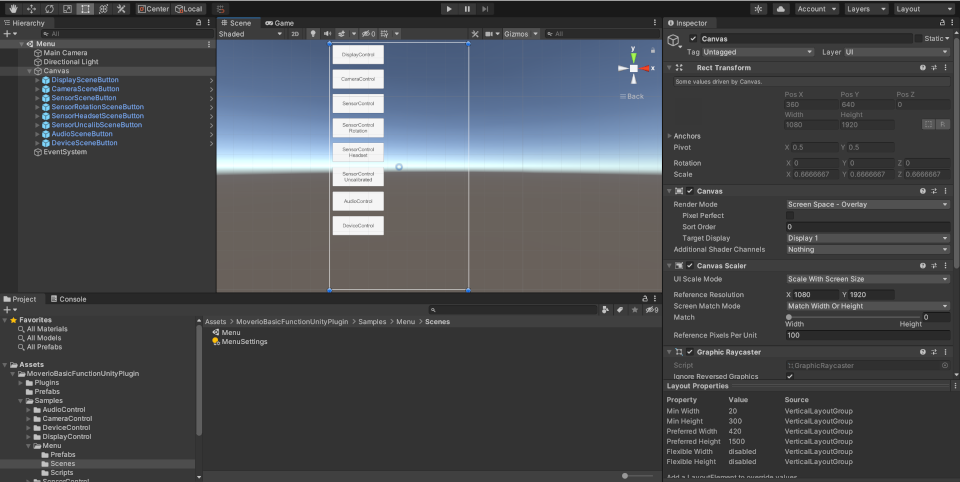 Center Local Account Layers Layout
Hierarchy
All
Menu
Main Camera
Directional Light
Canvas
DisplaySceneButton
CameraSceneButton
SensorSceneButton
SensorRotationSceneButton
SensorHeadsetSceneButton
SensorUncalibSceneButton
AudioSceneButton
DeviceSceneButton
EventSystem
Scene Game
Shaded 2D 0 Gizmos All
DisplayControl
CameraControl
SensorControl
SensorControl
Rotation
SensorControl
Headset
SensorControl
Uncalibrated
AudioControl
DeviceControl
y
x
Back
Inspector
Canvas Static
Tag Untagged Layer UI
Rect Transform
Some values driven by Canvas.
Pos X Pos Y Pos Z
360 640 0
Width Height
1080 1920
R
Anchors
Pivot X 0.5 Y 0.5
Rotation X 0 Y 0 Z 0
Scale X 0.6666667 Y 0.6666667 Z 0.6666667
Canvas
Render Mode Screen Space - Overlay
Pixel Perfect
Sort Order 0
Target Display Display 1
Additional Shader Channels Nothing
Canvas Scaler
UI Scale Mode Scale With Screen Size
Reference Resolution X 1080 Y 1920
Screen Match Mode Match Width Or Height
Match 0
Width Height
Reference Pixels Per Unit 100
Graphic Raycaster
Script GraphicRaycaster
Ignore Reversed Graphics
Layout Properties
Property Value Source
Min Width 20 VerticalLayoutGroup
Min Height 300 VerticalLayoutGroup
Preferred Width 420 VerticalLayoutGroup
Preferred Height 1500 VerticalLayoutGroup
Flexible Width disabled VerticalLayoutGroup
Flexible Height disabled VerticalLayoutGroup
Add a LayoutElement to override values.
Project Console
9
Favorites
All Materials
All Models
All Prefabs
Assets
MoverioBasicFunctionUnityPlugin
Plugins
Prefabs
Samples
AudioControl
CameraControl
DeviceControl
DisplayControl
Menu
Prefabs
Scenes
Scripts
SensorControl
Assets > MoverioBasicFunctionUnityPlugin > Samples > Menu > Scenes
Menu
MenuSettings